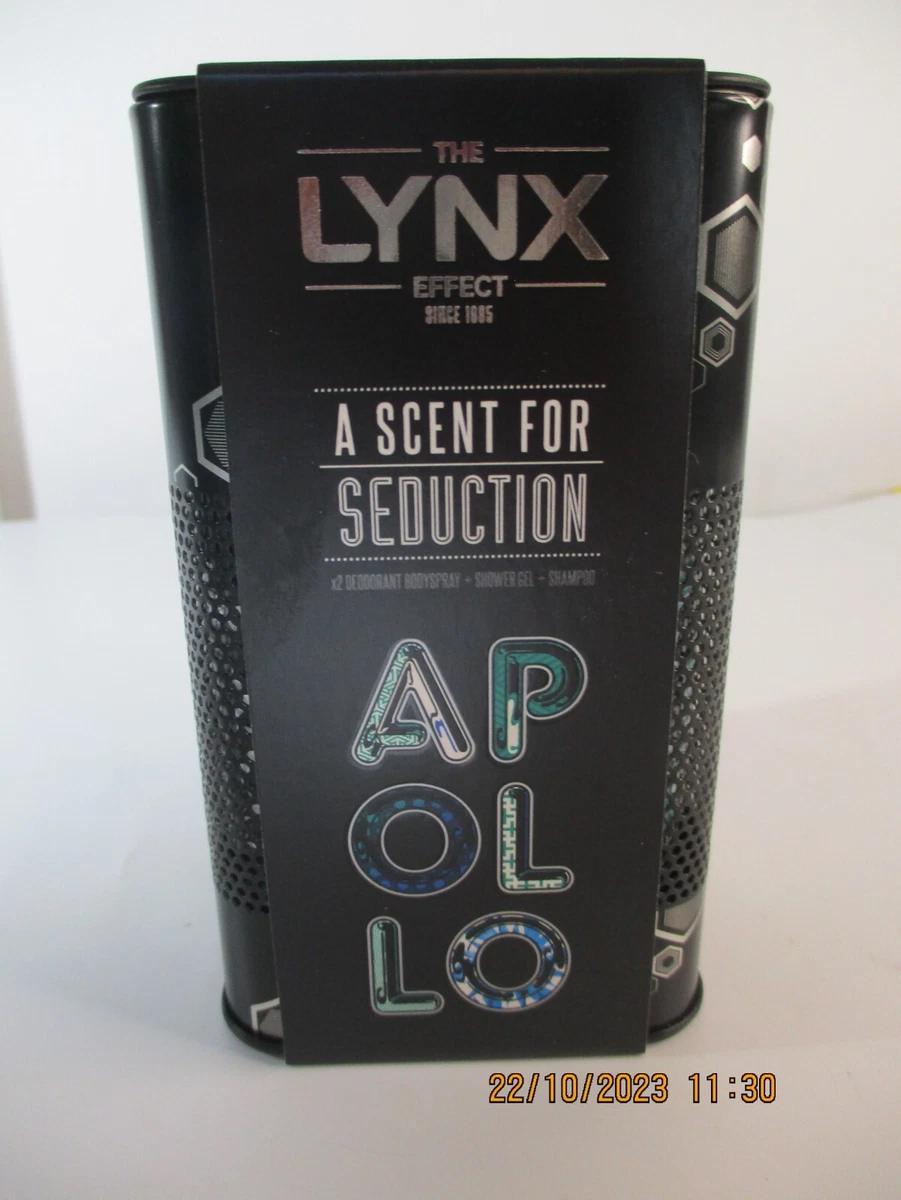 THE
LYNX
EFFECT
SINCE 1985
A SCENT FOR
SEDUCTION
x2 DEODORANT BODYSPRAY + SHOWER GEL + SHAMPOO
AP
OL
LO
22/10/2023 11:30